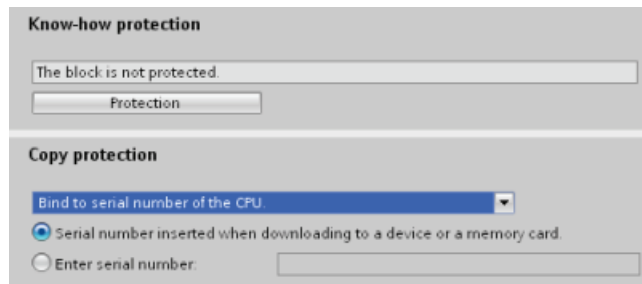 Know-how protection
The block is not protected.
Protection
Copy protection
Bind to serial number of the CPU.
Serial number inserted when downloading to a device or a memory card.
Enter serial number: